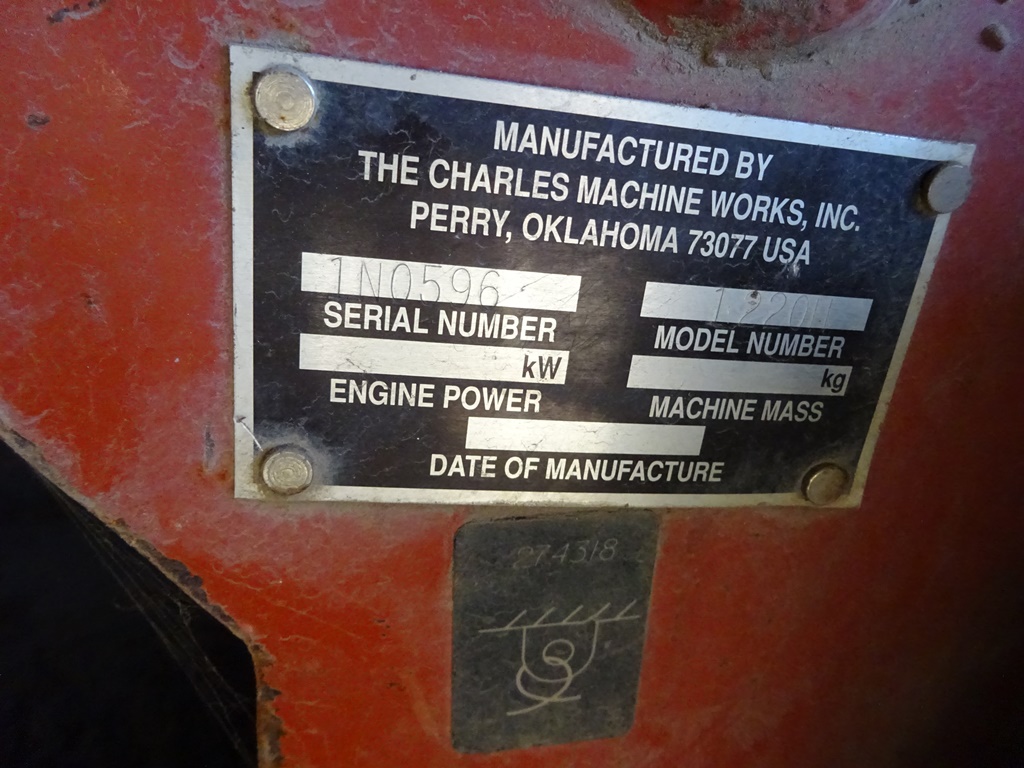 MANUFACTURED BY
THE CHARLES MACHINE WORKS, INC.
PERRY, OKLAHOMA 73077 USA
1N0596
1220H
SERIAL NUMBER
MODEL NUMBER
kW
kg
ENGINE POWER
MACHINE MASS
DATE OF MANUFACTURE
274318